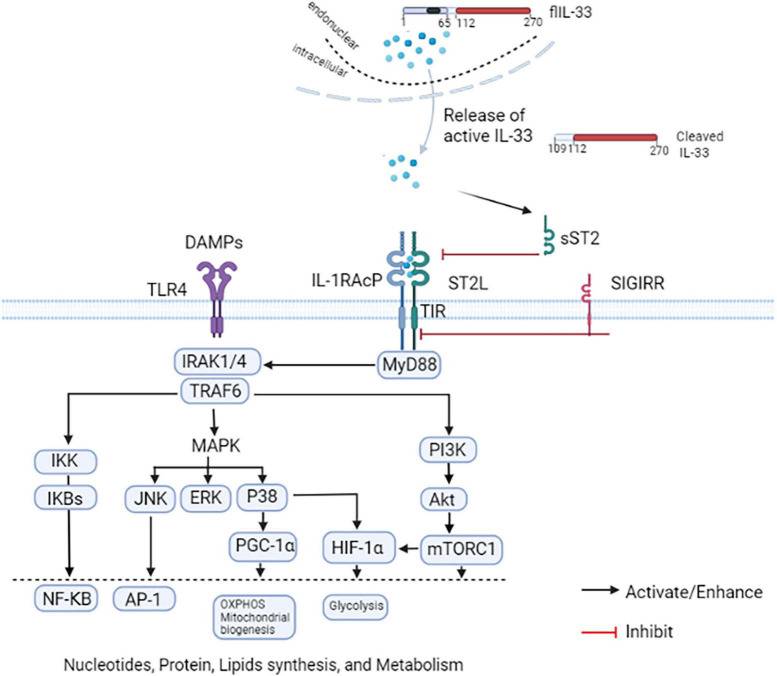 flIL-33
1 65 112 270
endonuclear
intracellular
Release of
active IL-33
109 112 270
Cleaved
IL-33
DAMPs
sST2
TLR4
IL-1RAcP
ST2L
SIGIRR
TIR
IRAK1/4
MyD88
TRAF6
MAPK
PI3K
IKK
IKBs
JNK
ERK
P38
Akt
PGC-1α
HIF-1α
mTORC1
NF-KB
AP-1
OXPHOS
Mitochondrial
biogenesis
Glycolysis
Activate/Enhance
Inhibit
Nucleotides, Protein, Lipids synthesis, and Metabolism